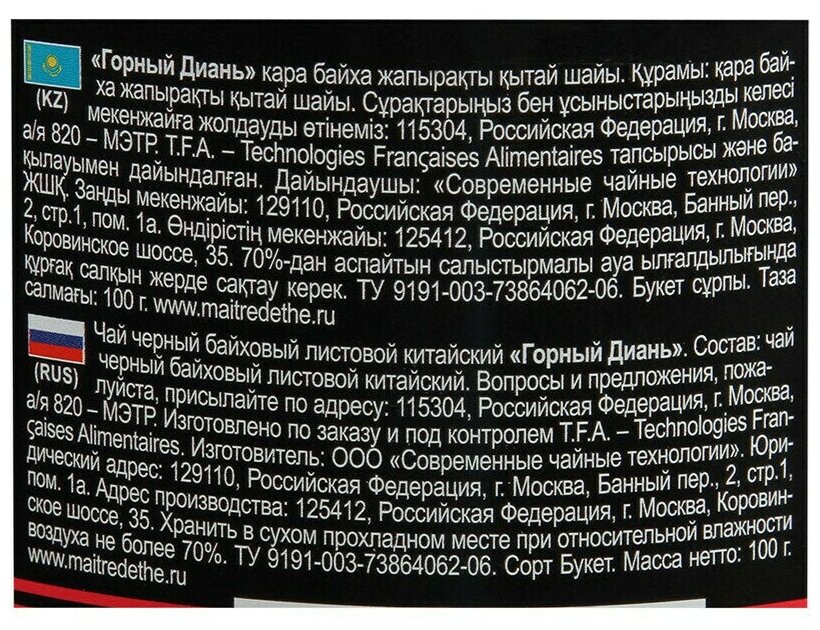 «Горный Диань» қара байха жапырақты қытай шайы. Құрамы: қара бай-
(KZ) ха жапырақты қытай шайы. Сұрақтарыңыз бен ұсыныстарыңызды келесі
мекенжайға жолдауды өтінеміз: 115304, Российская Федерация, г. Москва,
а/я 820 – МЭТР. T.F.A. – Technologies Françaises Alimentaires тапсырысы және ба-
қылауымен дайындалған. Дайындаушы: «Современные чайные технологии»
ЖШҚ. Заңды мекенжайы: 129110, Российская Федерация, г. Москва, Банный пер.,
2, стр.1, пом. 1а. Өндірістің мекенжайы: 125412, Российская Федерация, г. Москва,
Коровинское шоссе, 35. 70%-дан аспайтын салыстырмалы ауа ылғалдылығында
құрғақ салқын жерде сақтау керек. ТУ 9191-003-73864062-06. Букет сұрпы. Таза
салмағы: 100 г. www.maitredethe.ru
Чай черный байховый листовой китайский «Горный Диань». Состав: чай
(RUS) черный байховый листовой китайский. Вопросы и предложения, пожа-
луйста, присылайте по адресу: 115304, Российская Федерация, г. Москва,
а/я 820 – МЭТР. Изготовлено по заказу и под контролем T.F.A. – Technologies Fran-
çaises Alimentaires. Изготовитель: ООО «Современные чайные технологии». Юри-
дический адрес: 129110, Российская Федерация, г. Москва, Банный пер., 2, стр.1,
пом. 1а. Адрес производства: 125412, Российская Федерация, г. Москва, Коровин-
ское шоссе, 35. Хранить в сухом прохладном месте при относительной влажности
воздуха не более 70%. ТУ 9191-003-73864062-06. Сорт Букет. Масса нетто: 100 г.
www.maitredethe.ru